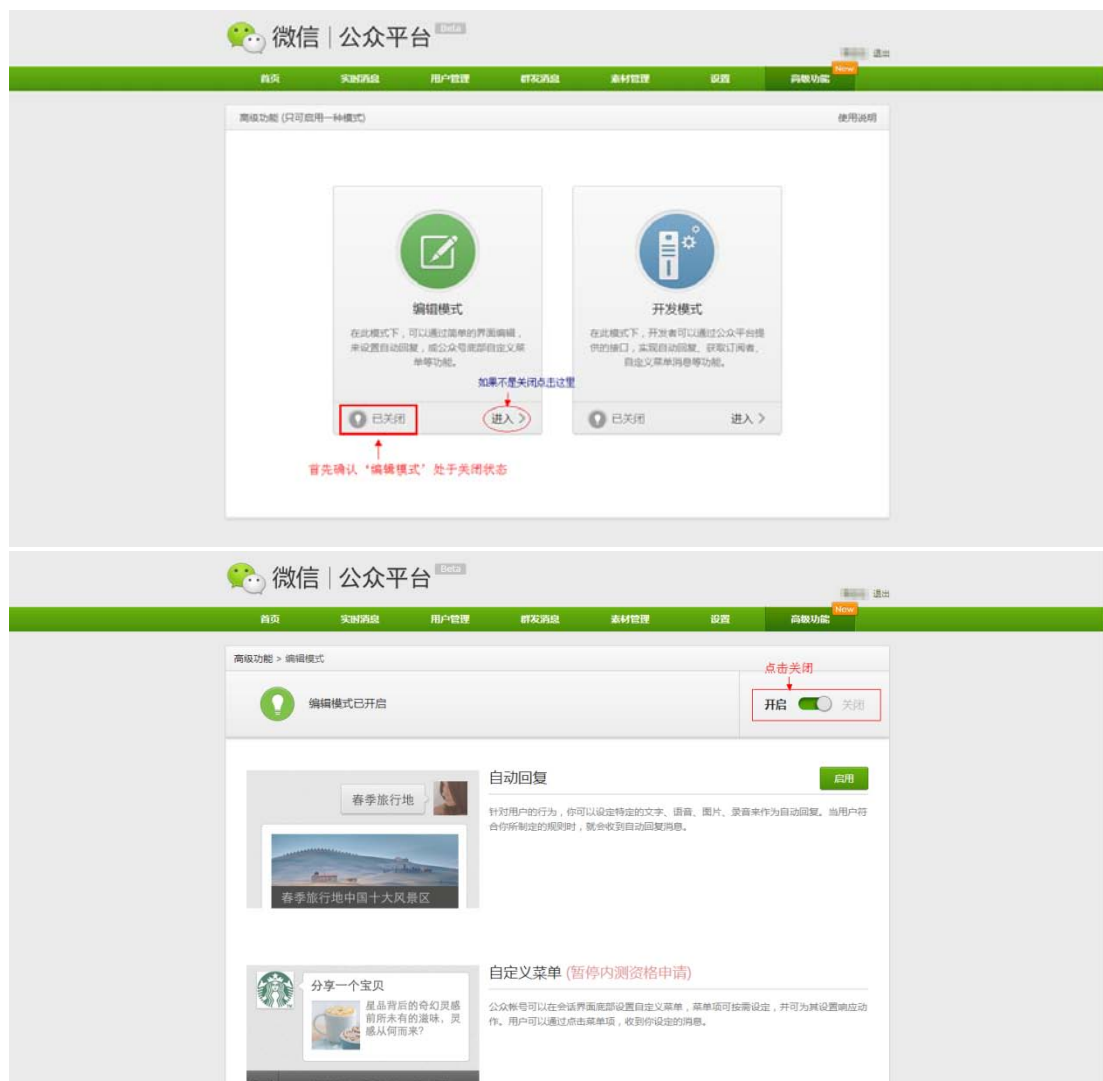 微信 | 公众平台 Beta
退出
首页 实时消息 用户管理 群发消息 素材管理 设置 高级功能 New
高级功能 (只可启用一种模式) 使用说明
编辑模式 开发模式
在此模式下，可以通过简单的界面编辑， 在此模式下，开发者可以通过公众平台提
来设置自动回复，或公众号底部自定义菜 供的接口，实现自动回复、获取订阅者、
单等功能。 自定义菜单消息等功能。
如果不是关闭点击这里
已关闭 进入 > 已关闭 进入 >
首先确认‘编辑模式’处于关闭状态
微信 | 公众平台 Beta
退出
首页 实时消息 用户管理 群发消息 素材管理 设置 高级功能 New
高级功能 > 编辑模式
点击关闭
编辑模式已开启 开启 关闭
自动回复 启用
春季旅行地
针对用户的行为，你可以设定特定的文字、语音、图片、录音来作为自动回复。当用户符
合你所制定的规则时，就会收到自动回复消息。
春季旅行地中国十大风景区
自定义菜单 (暂停内测资格申请)
分享一个宝贝
星品背后的奇幻灵感
前所未有的滋味，灵
感从何而来?
公众帐号可以在会话界面底部设置自定义菜单，菜单项可按需设定，并可为其设置响应动
作。用户可以通过点击菜单项，收到你设定的消息。